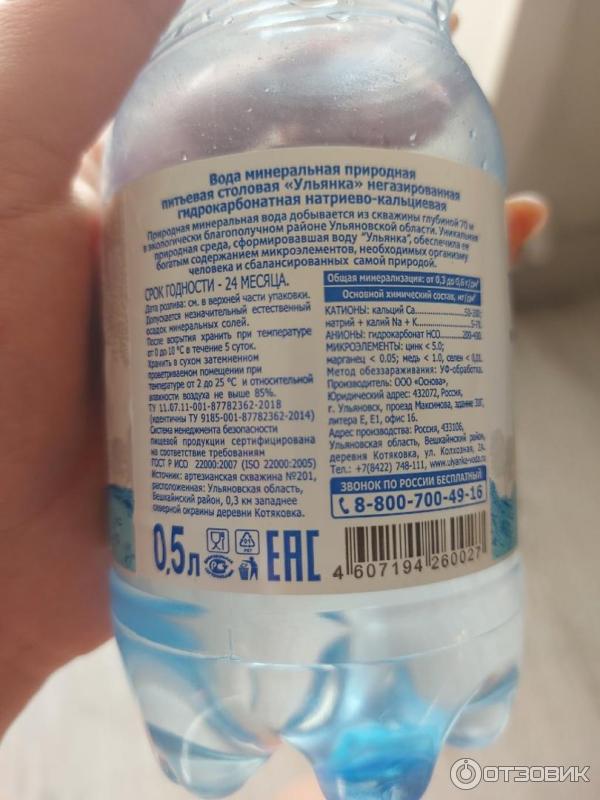 Вода минеральная природная
питьевая столовая «Ульянка» негазированная
гидрокарбонатная натриево-кальциевая
Природная минеральная вода добывается из скважины глубиной 70 м
в экологически благополучном районе Ульяновской области. Уникальная
природная среда, сформировавшая воду "Ульянка", обеспечила ее
богатым содержанием микроэлементов, необходимых организму
человека и сбалансированных самой природой.
СРОК ГОДНОСТИ - 24 МЕСЯЦА.
Дата розлива: см. в верхней части упаковки.
Допускается незначительный естественный
осадок минеральных солей.
После вскрытия хранить при температуре
от 0 до 10 °С в течение 5 суток.
Хранить в сухом затемненном
проветриваемом помещении при
температуре от 2 до 25 °С и относительной
влажности воздуха не выше 85%.
ТУ 11.07.11-001-87782362-2018
(идентичны ТУ 9185-001-87782362-2014)
Система менеджмента безопасности
пищевой продукции сертифицирована
на соответствие требованиям
ГОСТ Р ИСО 22000:2007 (ISO 22000:2005)
Источник: артезианская скважина №201,
расположенная: Ульяновская область,
Вешкаймский район, 0,3 км западнее
северной окраины деревни Котяковка.
Общая минерализация: от 0,3 до 0,6 г/дм³
Основной химический состав, мг/дм³
КАТИОНЫ: кальций Ca
натрий + калий Na + K
АНИОНЫ: гидрокарбонат HCO
МИКРОЭЛЕМЕНТЫ: цинк < 5.0;
марганец < 0.05; медь < 1.0, селен <
Метод обеззараживания: УФ-обработка.
Производитель: ООО «Основа»,
Юридический адрес: 432072, Россия,
г. Ульяновск, проезд Максимова, здание
литера Е, Е1, офис 16
Адрес производства: Россия, 433106,
Ульяновская область, Вешкаймский район,
деревня Котяковка, ул. Колхозная,
Тел.: +7(8422) 748-111, www.ulyanka-voda.ru
ЗВОНОК ПО РОССИИ БЕСПЛАТНЫЙ
8-800-700-49-16
0,5 л
01
PET
РСТ
ЕАС
4 607194 260027
ОТЗОВИК